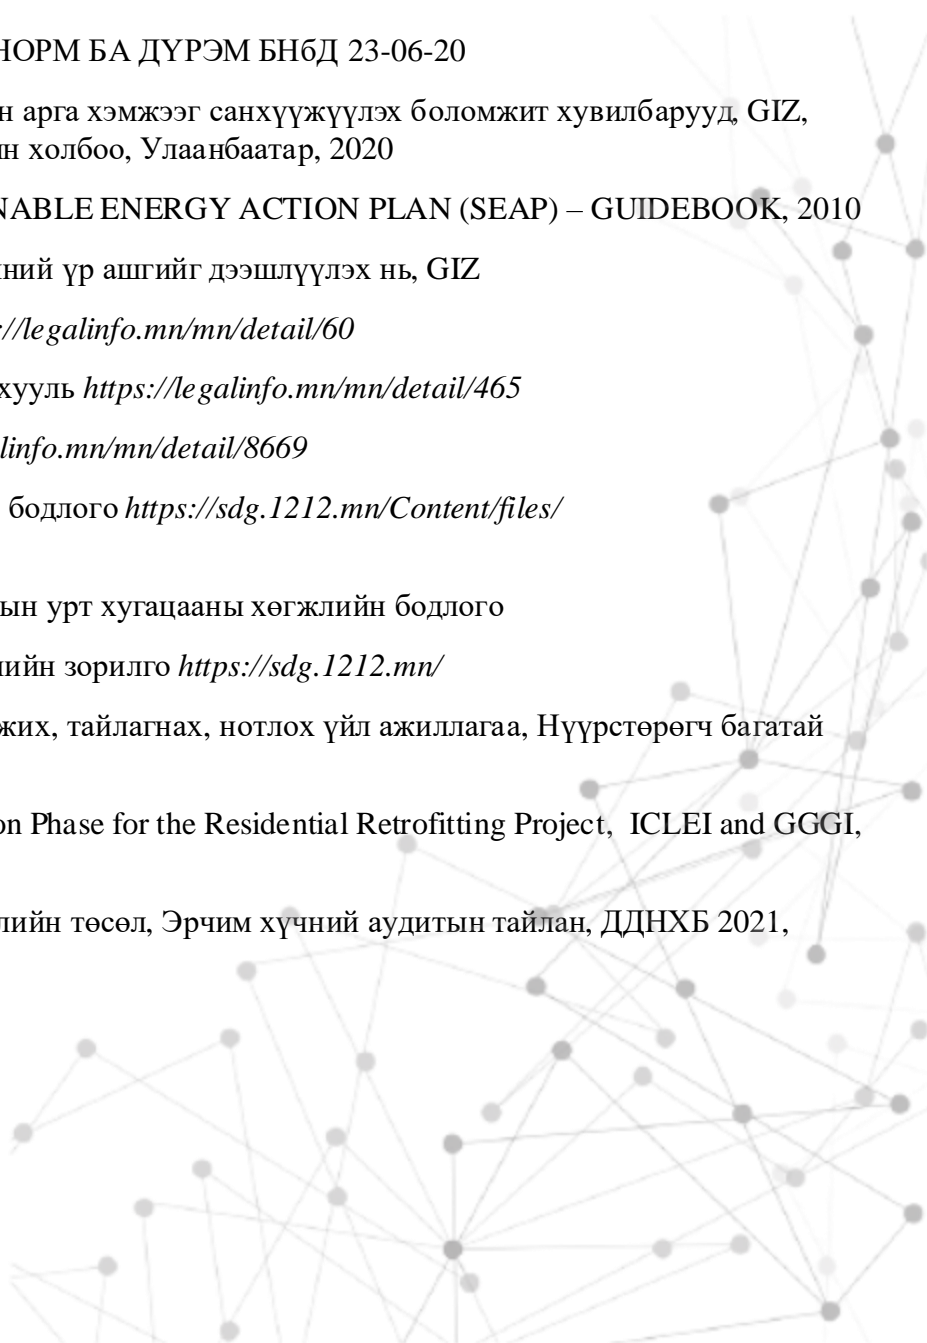 НОРМ БА ДҮРЭМ БНбД 23-06-20
н арга хэмжээг санхүүжүүлэх боломжит хувилбарууд, GIZ,
ин холбоо, Улаанбаатар, 2020
NABLE ENERGY ACTION PLAN (SEAP) – GUIDEBOOK, 2010
ний үр ашгийг дээшлүүлэх нь, GIZ
://legalinfo.mn/mn/detail/60
хууль https://legalinfo.mn/mn/detail/465
linfo.mn/mn/detail/8669
бодлого https://sdg.1212.mn/Content/files/
ын урт хугацааны хөгжлийн бодлого
ийн зорилго https://sdg.1212.mn/
жих, тайлагнах, нотлох үйл ажиллагаа, Нүүрстөрөгч багатай
on Phase for the Residential Retrofitting Project, ICLEI and GGGI,
лийн төсөл, Эрчим хүчний аудитын тайлан, ДДНХБ 2021,